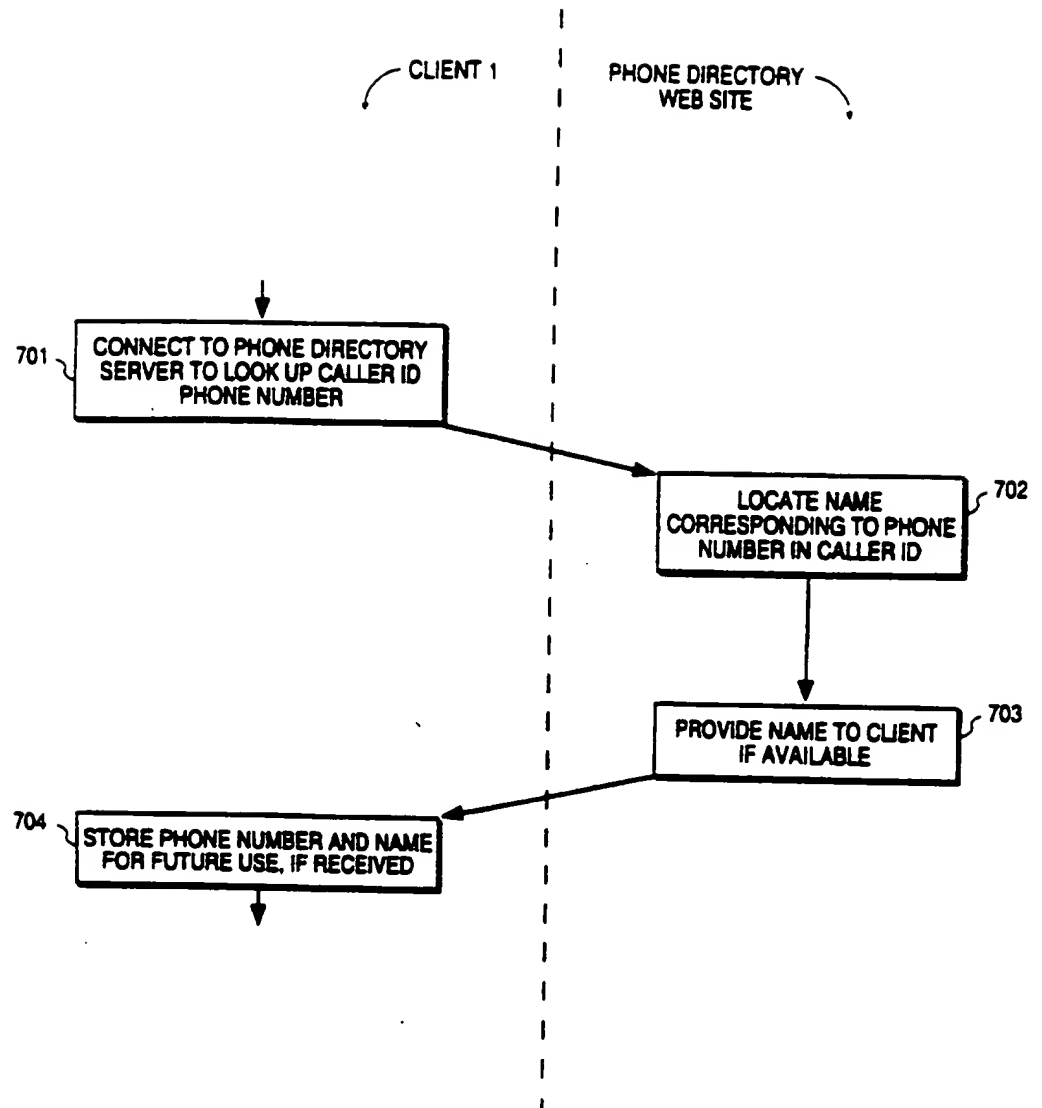 CLIENT 1
PHONE DIRECTORY
WEB SITE
701
CONNECT TO PHONE DIRECTORY
SERVER TO LOOK UP CALLER ID
PHONE NUMBER
702
LOCATE NAME
CORRESPONDING TO PHONE
NUMBER IN CALLER ID
703
PROVIDE NAME TO CLIENT
IF AVAILABLE
704
STORE PHONE NUMBER AND NAME
FOR FUTURE USE, IF RECEIVED